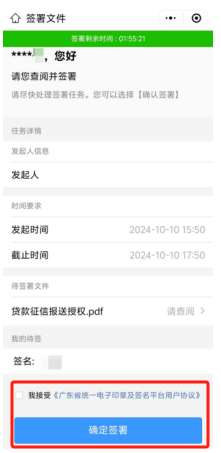 签署文件
签署剩余时间：01:55:21
****，您好
请您查阅并签署
请尽快处理签署任务。您可以选择【确认签署】
任务详情
发起人信息
发起人
时间要求
发起时间 2024-10-10 15:50
截止时间 2024-10-10 17:50
待签署文件
贷款征信报送授权.pdf 请查阅 >
我的待签
签名:
我接受《广东省统一电子印章及签名平台用户协议》
确定签署